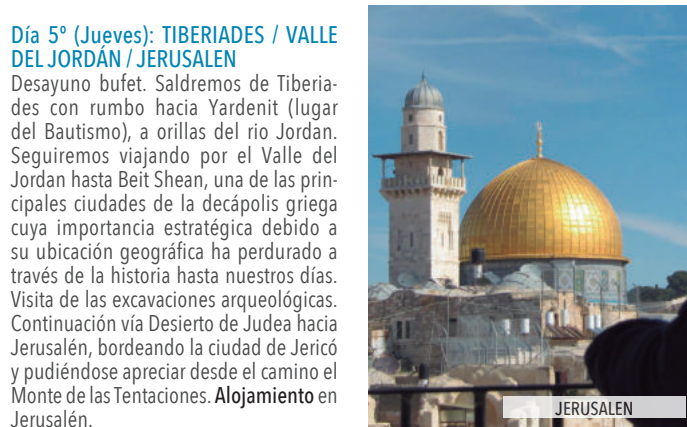 Día 5º (Jueves): TIBERIADES / VALLE
DEL JORDÁN / JERUSALEN
Desayuno bufet. Saldremos de Tiberia-
des con rumbo hacia Yardenit (lugar
del Bautismo), a orillas del rio Jordan.
Seguiremos viajando por el Valle del
Jordan hasta Beit Shean, una de las prin-
cipales ciudades de la decápolis griega
cuya importancia estratégica debido a
su ubicación geográfica ha perdurado a
través de la historia hasta nuestros días.
Visita de las excavaciones arqueológicas.
Continuación vía Desierto de Judea hacia
Jerusalén, bordeando la ciudad de Jericó
y pudiéndose apreciar desde el camino el
Monte de las Tentaciones. Alojamiento en
Jerusalén.
JERUSALEN